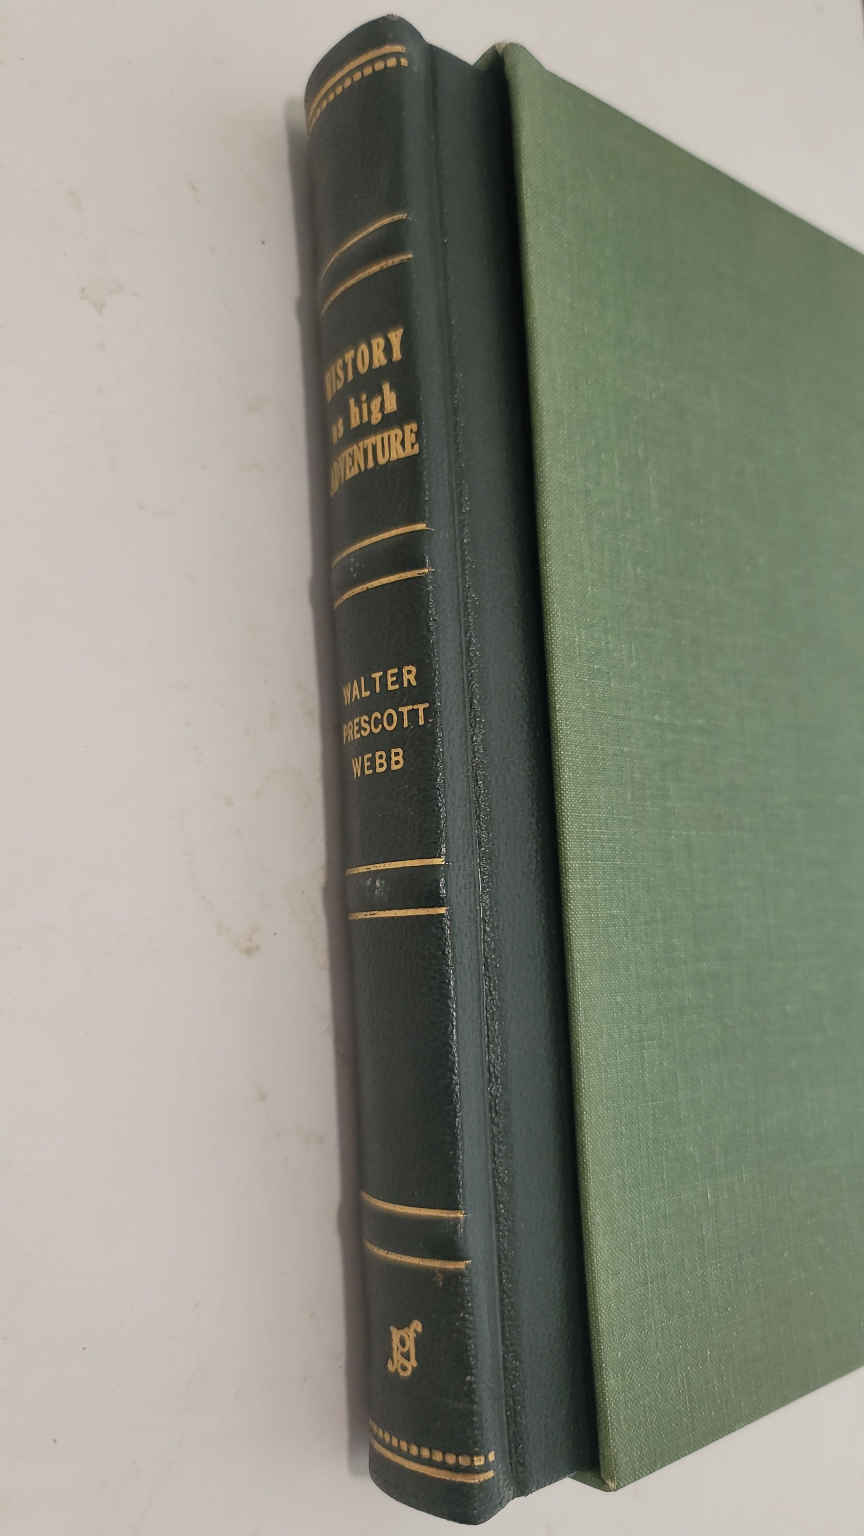 HISTORY
as high
ADVENTURE
WALTER
PRESCOTT
WEBB